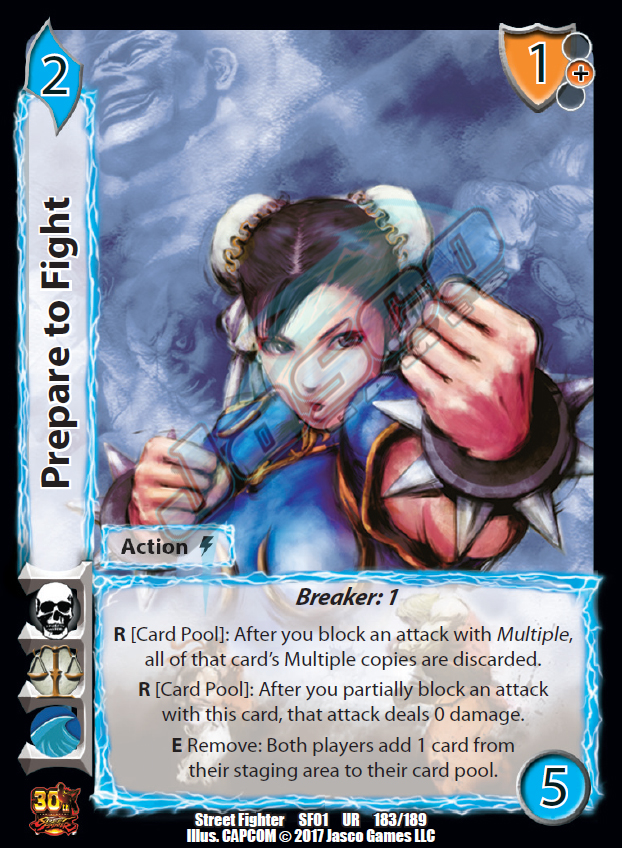 2
1
+
Prepare to Fight
Action
Breaker: 1
R [Card Pool]: After you block an attack with Multiple,
all of that card's Multiple copies are discarded.
R [Card Pool]: After you partially block an attack
with this card, that attack deals 0 damage.
E Remove: Both players add 1 card from
their staging area to their card pool.
5
30th
STREET FIGHTER
Street Fighter SF01 UR 183/189
Illus. CAPCOM © 2017 Jasco Games LLC